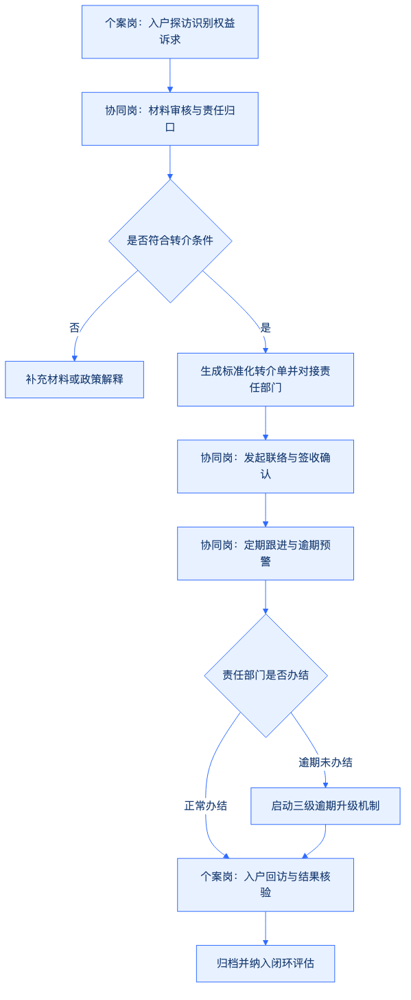 个案岗：入户探访识别权益
诉求
协同岗：材料审核与责任归
口
是否符合转介条件
否
是
补充材料或政策解释
生成标准化转介单并对接责
任部门
协同岗：发起联络与签收确
认
协同岗：定期跟进与逾期预
警
责任部门是否办结
逾期未办结
正常办结
启动三级逾期升级机制
个案岗：入户回访与结果核
验
归档并纳入闭环评估